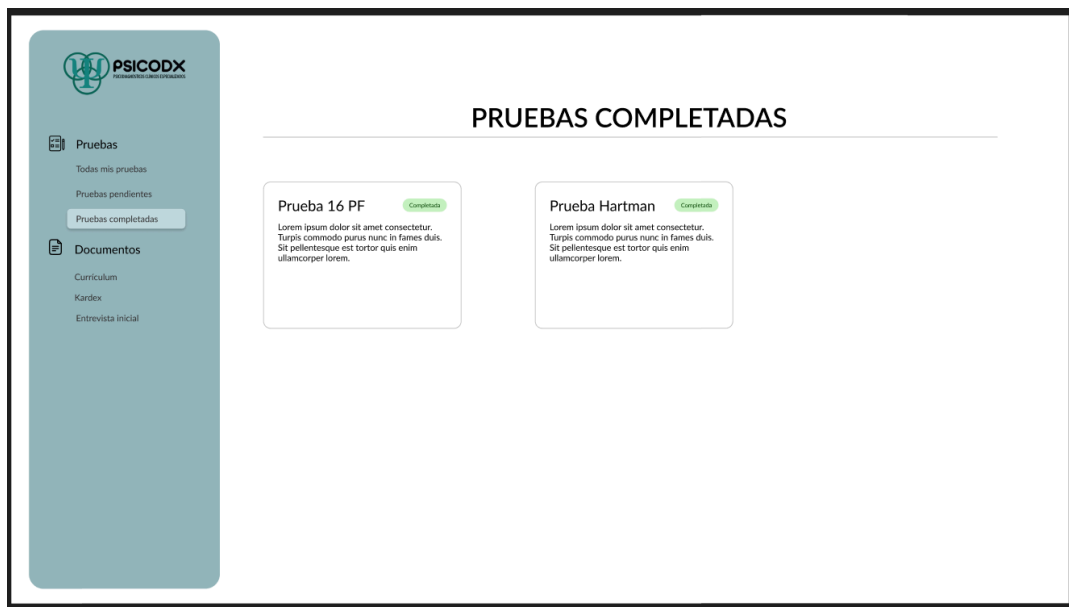 PSICODX
PSICODIAGNÓSTICOS CLÍNICOS ESPECIALIZADOS
Pruebas
Todas mis pruebas
Pruebas pendientes
Pruebas completadas
Documentos
Curriculum
Kardex
Entrevista inicial
PRUEBAS COMPLETADAS
Prueba 16 PF
Completada
Lorem ipsum dolor sit amet consectetur.
Turpis commodo purus nunc in fames duis.
Sit pellentesque est tortor quis enim
ullamcorper lorem.
Prueba Hartman
Completada
Lorem ipsum dolor sit amet consectetur.
Turpis commodo purus nunc in fames duis.
Sit pellentesque est tortor quis enim
ullamcorper lorem.